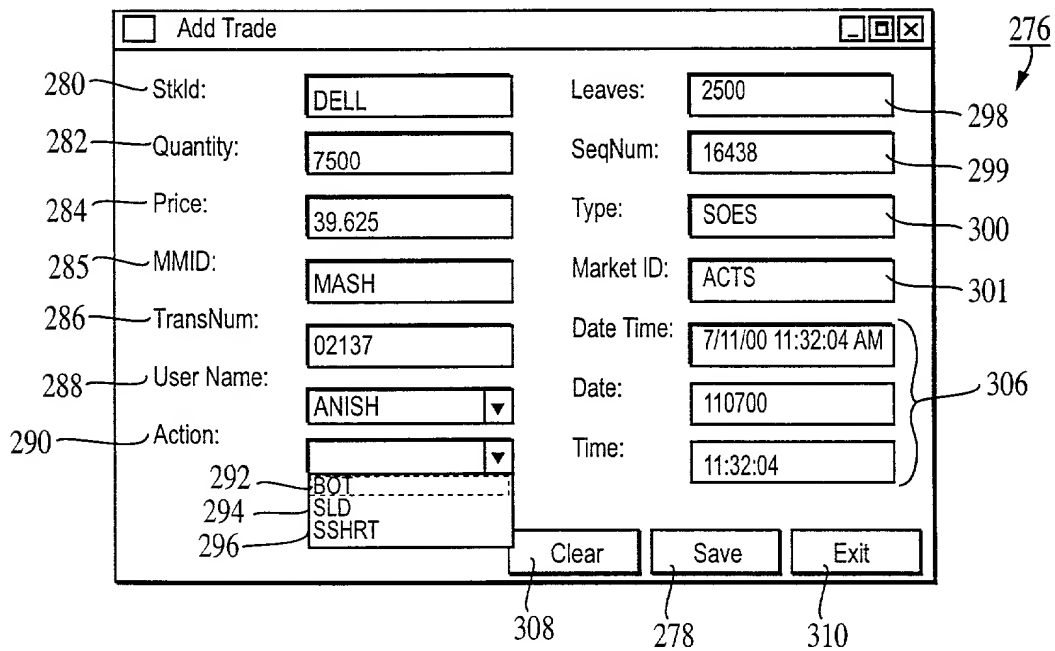 Add Trade
276
280 StkId: DELL Leaves: 2500 298
282 Quantity: 7500 SeqNum: 16438 299
284 Price: 39.625 Type: SOES 300
285 MMID: MASH Market ID: ACTS 301
286 TransNum: 02137 Date Time: 7/11/00 11:32:04 AM
288 User Name: ANISH Date: 110700 306
290 Action: Time: 11:32:04
292 BOT
294 SLD
296 SSHRT
Clear Save Exit
308 278 310